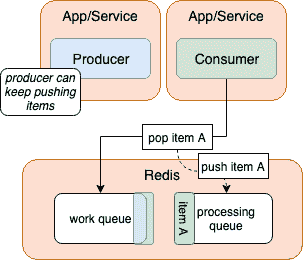 App/Service
App/Service
Producer
Consumer
producer can
keep pushing
items
pop item A
push item A
Redis
work queue
item A
processing
queue